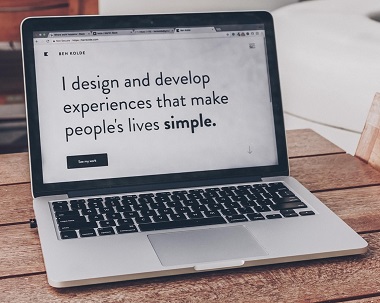 BEN KOLDE
I design and develop
experiences that make
people's lives simple.
See my work